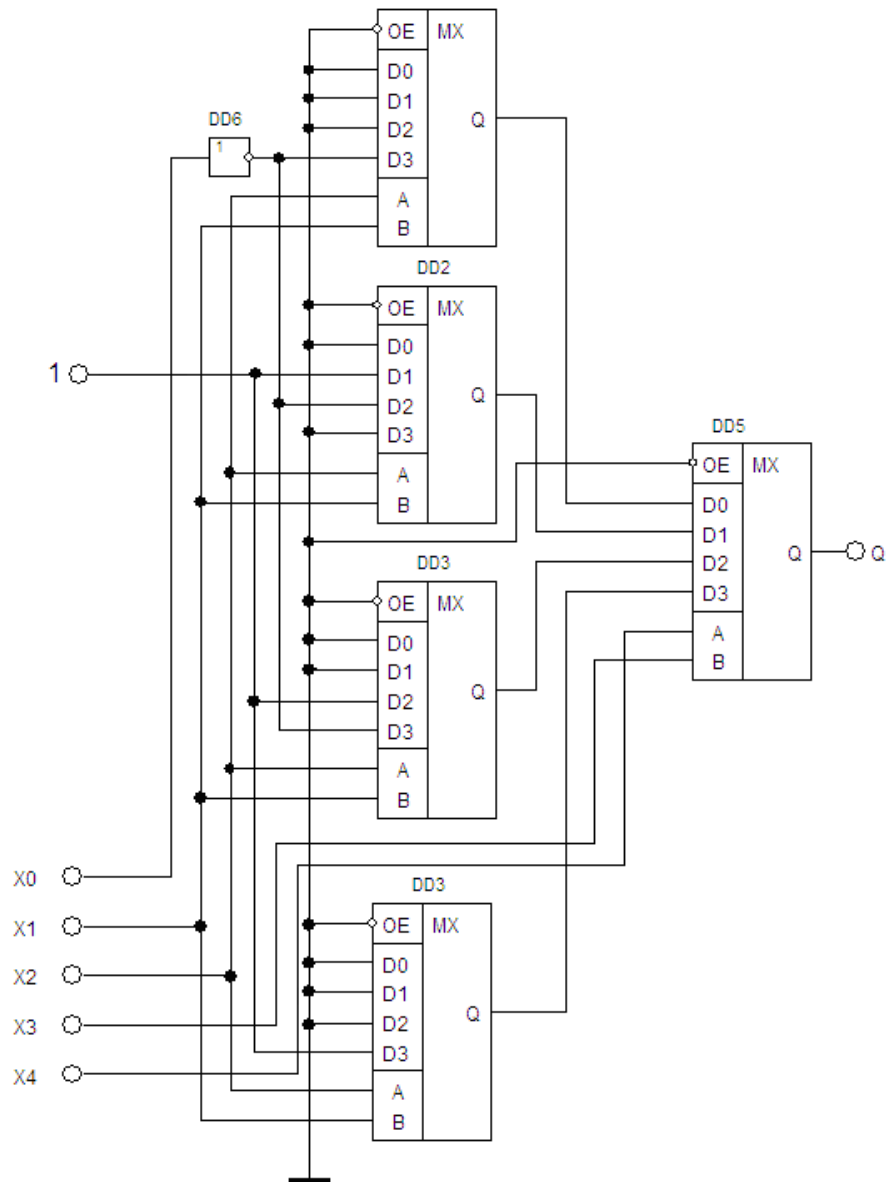 OE MX
D0
D1
D2
D3
A
B
Q
DD6
1
DD2
OE MX
D0
D1
D2
D3
A
B
Q
1
DD5
OE MX
D0
D1
D2
D3
A
B
Q
Q
DD3
OE MX
D0
D1
D2
D3
A
B
Q
DD3
OE MX
D0
D1
D2
D3
A
B
Q
X0
X1
X2
X3
X4